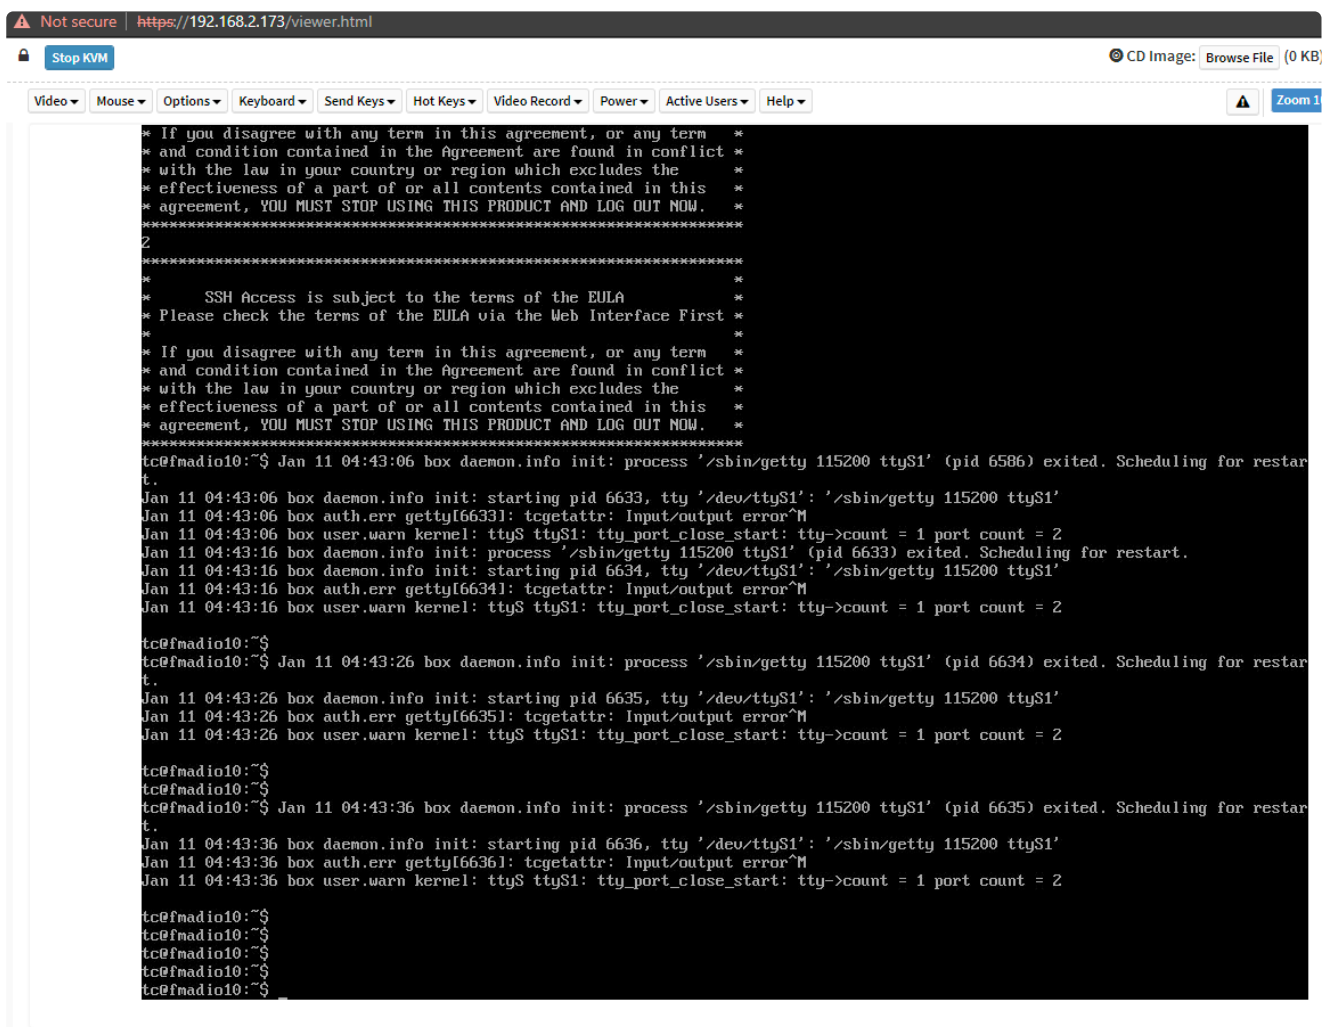 Not secure | https://192.168.2.173/viewer.html
Stop KVM CD Image: Browse File (0 KB)
Video Mouse Options Keyboard Send Keys Hot Keys Video Record Power Active Users Help Zoom
* If you disagree with any term in this agreement, or any term *
* and condition contained in the Agreement are found in conflict *
* with the law in your country or region which excludes the *
* effectiveness of a part of or all contents contained in this *
* agreement, YOU MUST STOP USING THIS PRODUCT AND LOG OUT NOW. *
******************************************************************
2
******************************************************************
* *
* SSH Access is subject to the terms of the EULA *
* Please check the terms of the EULA via the Web Interface First *
* *
* If you disagree with any term in this agreement, or any term *
* and condition contained in the Agreement are found in conflict *
* with the law in your country or region which excludes the *
* effectiveness of a part of or all contents contained in this *
* agreement, YOU MUST STOP USING THIS PRODUCT AND LOG OUT NOW. *
******************************************************************
tc@fmadio10:~$ Jan 11 04:43:06 box daemon.info init: process '/sbin/getty 115200 ttyS1' (pid 6586) exited. Scheduling for restar
t.
Jan 11 04:43:06 box daemon.info init: starting pid 6633, tty '/dev/ttyS1': '/sbin/getty 115200 ttyS1'
Jan 11 04:43:06 box auth.err getty[6633]: tcgetattr: Input/output error^M
Jan 11 04:43:06 box user.warn kernel: ttyS ttyS1: tty_port_close_start: tty->count = 1 port count = 2
Jan 11 04:43:16 box daemon.info init: process '/sbin/getty 115200 ttyS1' (pid 6633) exited. Scheduling for restart.
Jan 11 04:43:16 box daemon.info init: starting pid 6634, tty '/dev/ttyS1': '/sbin/getty 115200 ttyS1'
Jan 11 04:43:16 box auth.err getty[6634]: tcgetattr: Input/output error^M
Jan 11 04:43:16 box user.warn kernel: ttyS ttyS1: tty_port_close_start: tty->count = 1 port count = 2
tc@fmadio10:~$
tc@fmadio10:~$ Jan 11 04:43:26 box daemon.info init: process '/sbin/getty 115200 ttyS1' (pid 6634) exited. Scheduling for restar
t.
Jan 11 04:43:26 box daemon.info init: starting pid 6635, tty '/dev/ttyS1': '/sbin/getty 115200 ttyS1'
Jan 11 04:43:26 box auth.err getty[6635]: tcgetattr: Input/output error^M
Jan 11 04:43:26 box user.warn kernel: ttyS ttyS1: tty_port_close_start: tty->count = 1 port count = 2
tc@fmadio10:~$
tc@fmadio10:~$
tc@fmadio10:~$ Jan 11 04:43:36 box daemon.info init: process '/sbin/getty 115200 ttyS1' (pid 6635) exited. Scheduling for restar
t.
Jan 11 04:43:36 box daemon.info init: starting pid 6636, tty '/dev/ttyS1': '/sbin/getty 115200 ttyS1'
Jan 11 04:43:36 box auth.err getty[6636]: tcgetattr: Input/output error^M
Jan 11 04:43:36 box user.warn kernel: ttyS ttyS1: tty_port_close_start: tty->count = 1 port count = 2
tc@fmadio10:~$
tc@fmadio10:~$
tc@fmadio10:~$
tc@fmadio10:~$
tc@fmadio10:~$ _